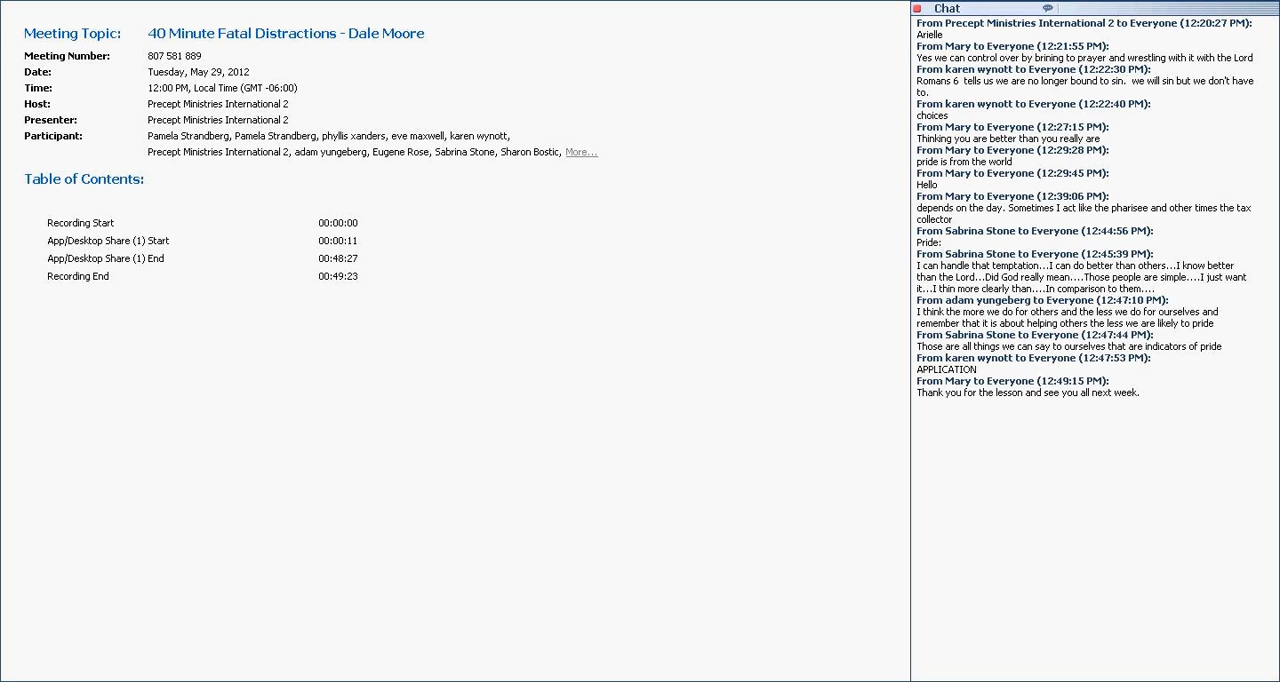 Meeting Topic: 40 Minute Fatal Distractions - Dale Moore
Meeting Number: 807 581 889
Date: Tuesday, May 29, 2012
Time: 12:00 PM, Local Time (GMT -06:00)
Host: Precept Ministries International 2
Presenter: Precept Ministries International 2
Participant: Pamela Strandberg, Pamela Strandberg, phyllis xanders, eve maxwell, karen wynott,
Precept Ministries International 2, adam yungeberg, Eugene Rose, Sabrina Stone, Sharon Bostic, More...
Table of Contents:
Recording Start 00:00:00
App/Desktop Share (1) Start 00:00:11
App/Desktop Share (1) End 00:48:27
Recording End 00:49:23
Chat
From Precept Ministries International 2 to Everyone (12:20:27 PM):
Arielle
From Mary to Everyone (12:21:55 PM):
Yes we can control over by brining to prayer and wrestling with it with the Lord
From karen wynott to Everyone (12:22:30 PM):
Romans 6 tells us we are no longer bound to sin. we will sin but we don't have
to.
From karen wynott to Everyone (12:22:40 PM):
choices
From Mary to Everyone (12:27:15 PM):
Thinking you are better than you really are
From Mary to Everyone (12:29:28 PM):
pride is from the world
From Mary to Everyone (12:29:45 PM):
Hello
From Mary to Everyone (12:39:06 PM):
depends on the day. Sometimes I act like the pharisee and other times the tax
collector
From Sabrina Stone to Everyone (12:44:56 PM):
Pride:
From Sabrina Stone to Everyone (12:45:39 PM):
I can handle that temptation...I can do better than others...I know better
than the Lord...Did God really mean....Those people are simple....I just want
it...I thin more clearly than....In comparison to them....
From adam yungeberg to Everyone (12:47:10 PM):
I think the more we do for others and the less we do for ourselves and
remember that it is about helping others the less we are likely to pride
From Sabrina Stone to Everyone (12:47:44 PM):
Those are all things we can say to ourselves that are indicators of pride
From karen wynott to Everyone (12:47:53 PM):
APPLICATION
From Mary to Everyone (12:49:15 PM):
Thank you for the lesson and see you all next week.